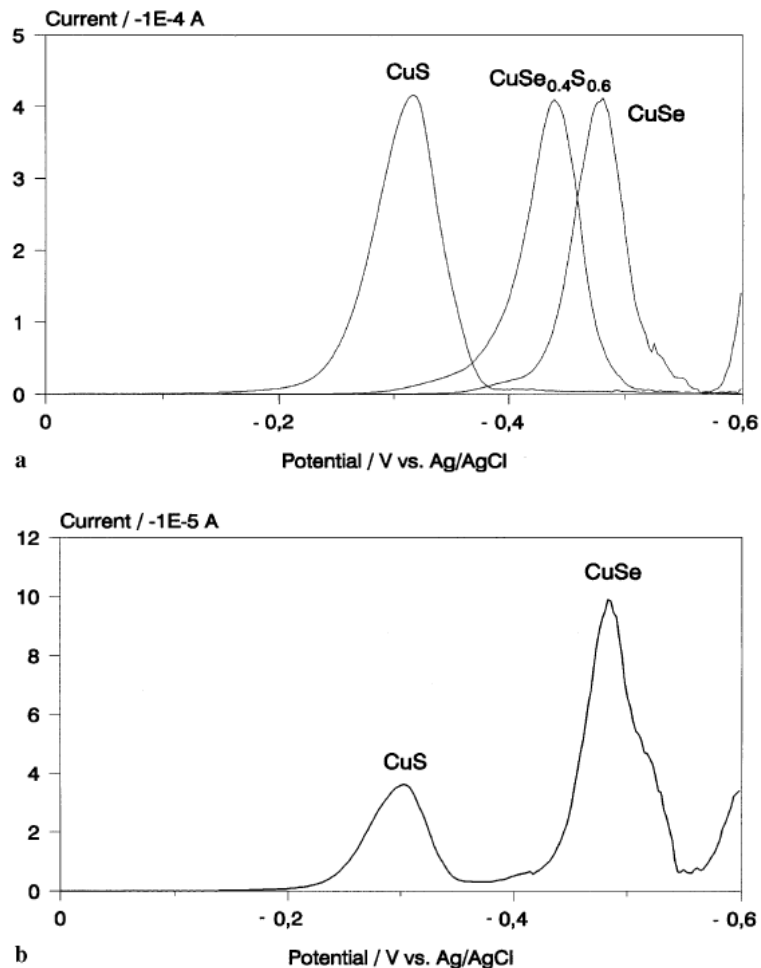 Current / -1E-4 A
5
CuS
CuSe0.4S0.6
CuSe
4
3
2
1
0
0
- 0,2
- 0,4
- 0,6
a
Potential / V vs. Ag/AgCl
Current / -1E-5 A
12
CuSe
10
8
6
CuS
4
2
0
0
- 0,2
- 0,4
- 0,6
b
Potential / V vs. Ag/AgCl